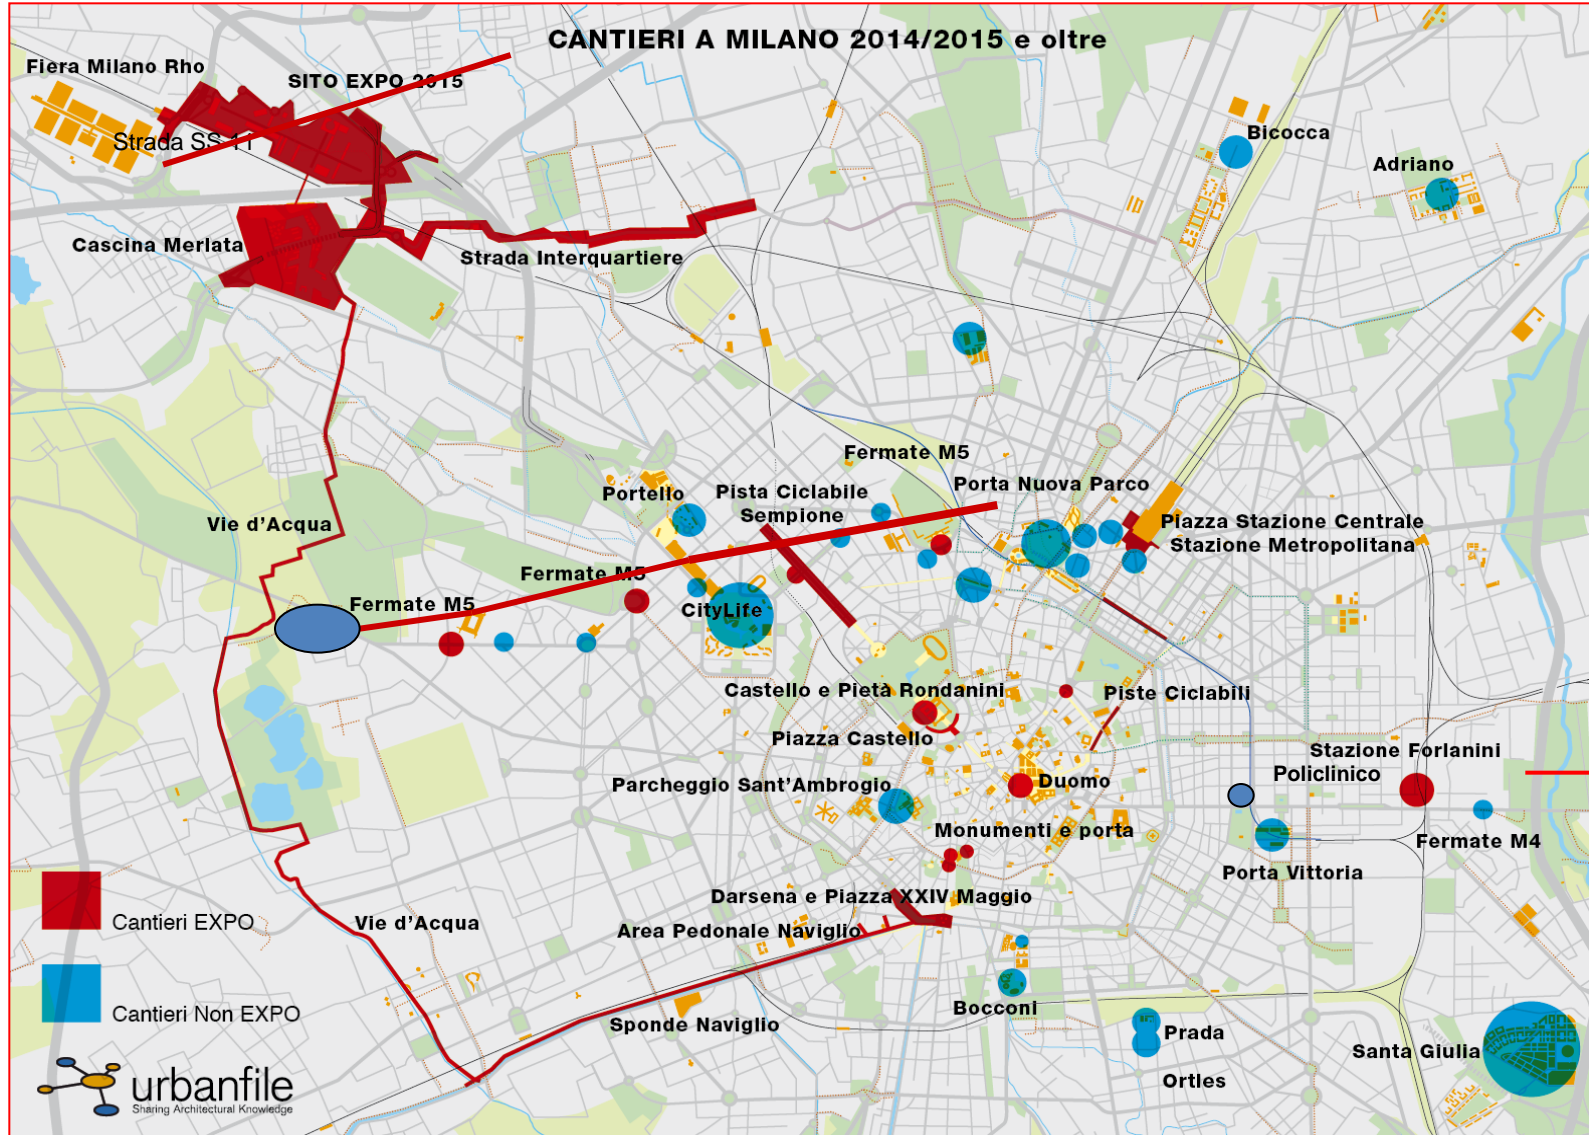 CANTIERI A MILANO 2014/2015 e oltre
Fiera Milano Rho
SITO EXPO 2015
Strada SS 11
Bicocca
Adriano
Cascina Merlata
Strada Interquartiere
Fermate M5
Portello
Pista Ciclabile
Sempione
Porta Nuova Parco
Vie d'Acqua
Piazza Stazione Centrale
Stazione Metropolitana
Fermate M5
Fermate M5
CityLife
Castello e Pietà Rondanini
Piste Ciclabili
Piazza Castello
Stazione Forlanini
Policlinico
Parcheggio Sant'Ambrogio
Duomo
Monumenti e porta
Fermate M4
Porta Vittoria
Darsena e Piazza XXIV Maggio
Cantieri EXPO
Vie d'Acqua
Area Pedonale Naviglio
Cantieri Non EXPO
Bocconi
Sponde Naviglio
Prada
Santa Giulia
Ortles
urbanfile
Sharing Architectural Knowledge